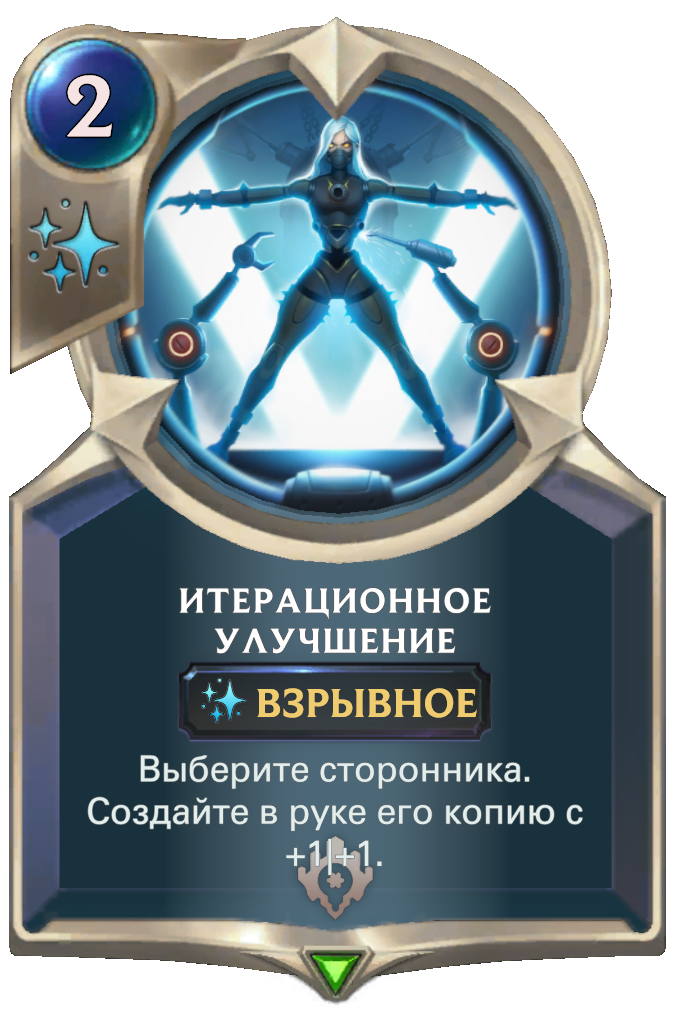 2
ИТЕРАЦИОННОЕ
УЛУЧШЕНИЕ
ВЗРЫВНОЕ
Выберите сторонника.
Создайте в руке его копию с
+1|+1.